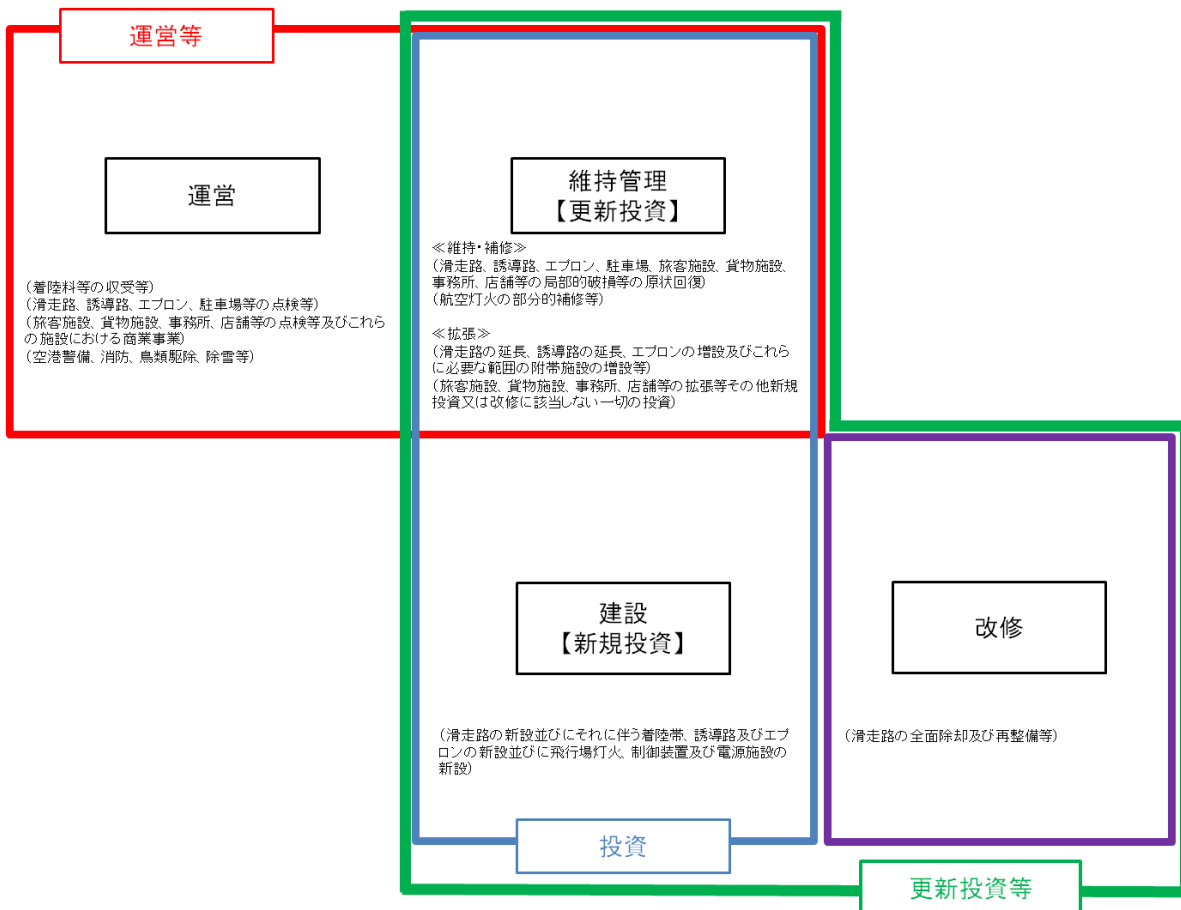 運営等
運営
(着陸料等の収受等)
(滑走路、誘導路、エプロン、駐車場等の点検等)
(旅客施設、貨物施設、事務所、店舗等の点検等及びこれら
の施設における商業事業)
(空港警備、消防、鳥類駆除、除雪等)
維持管理
【更新投資】
≪維持・補修≫
(滑走路、誘導路、エプロン、駐車場、旅客施設、貨物施設、
事務所、店舗等の局部的破損等の原状回復)
(航空灯火の部分的補修等)
≪拡張≫
(滑走路の延長、誘導路の延長、エプロンの増設及びこれら
に必要な範囲の附帯施設の増設等)
(旅客施設、貨物施設、事務所、店舗等の拡張等その他新規
投資又は改修に該当しない一切の投資)
建設
【新規投資】
(滑走路の新設並びにそれに伴う着陸帯、誘導路及びエプ
ロンの新設並びに飛行場灯火、制御装置及び電源施設の
新設)
改修
(滑走路の全面除却及び再整備等)
投資
更新投資等